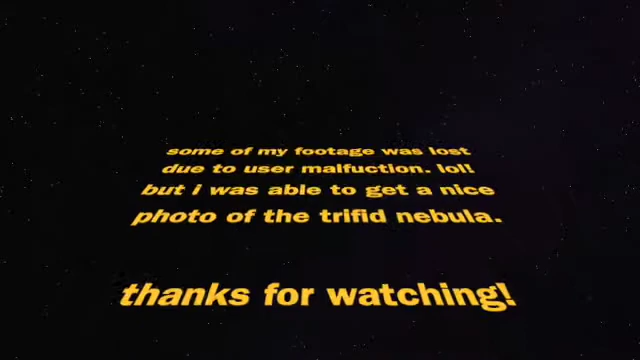 some of my footage was lost
due to user malfuction. lol!
but i was able to get a nice
photo of the trifid nebula.
thanks for watching!